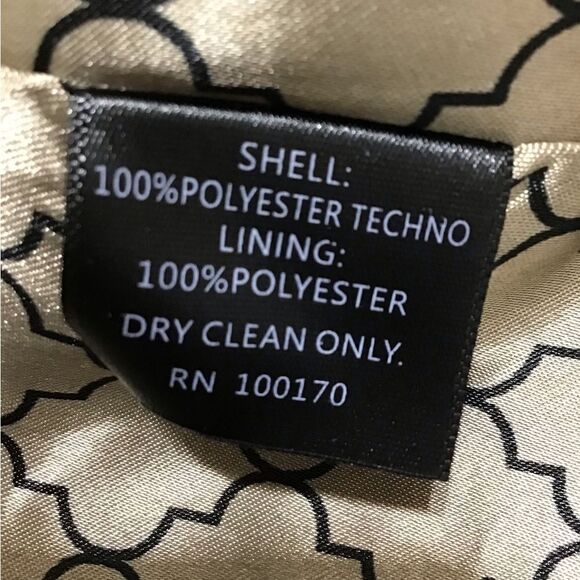 SHELL:
100%POLYESTER TECHNO
LINING:
100%POLYESTER
DRY CLEAN ONLY.
RN 100170